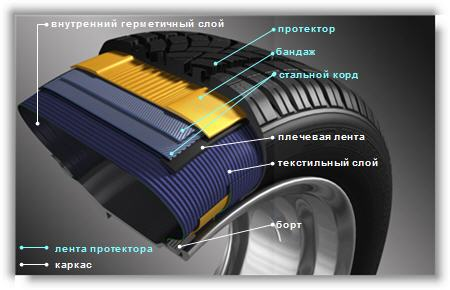 внутренний герметичный слой
протектор
бандаж
стальной корд
плечевая лента
текстильный слой
борт
лента протектора
каркас